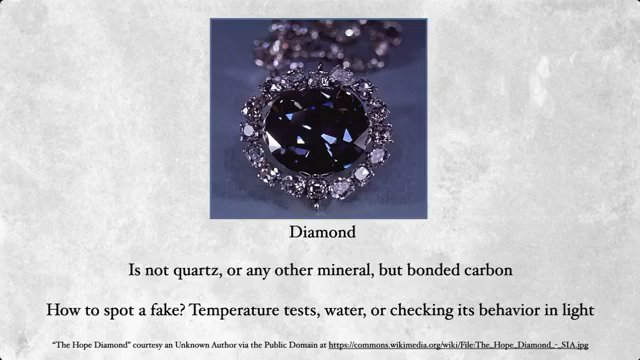 Diamond
Is not quartz, or any other mineral, but bonded carbon
How to spot a fake? Temperature tests, water, or checking its behavior in light
“The Hope Diamond” courtesy an Unknown Author via the Public Domain at https://commons.wikimedia.org/wiki/File:The_Hope_Diamond_-_SIA.jpg